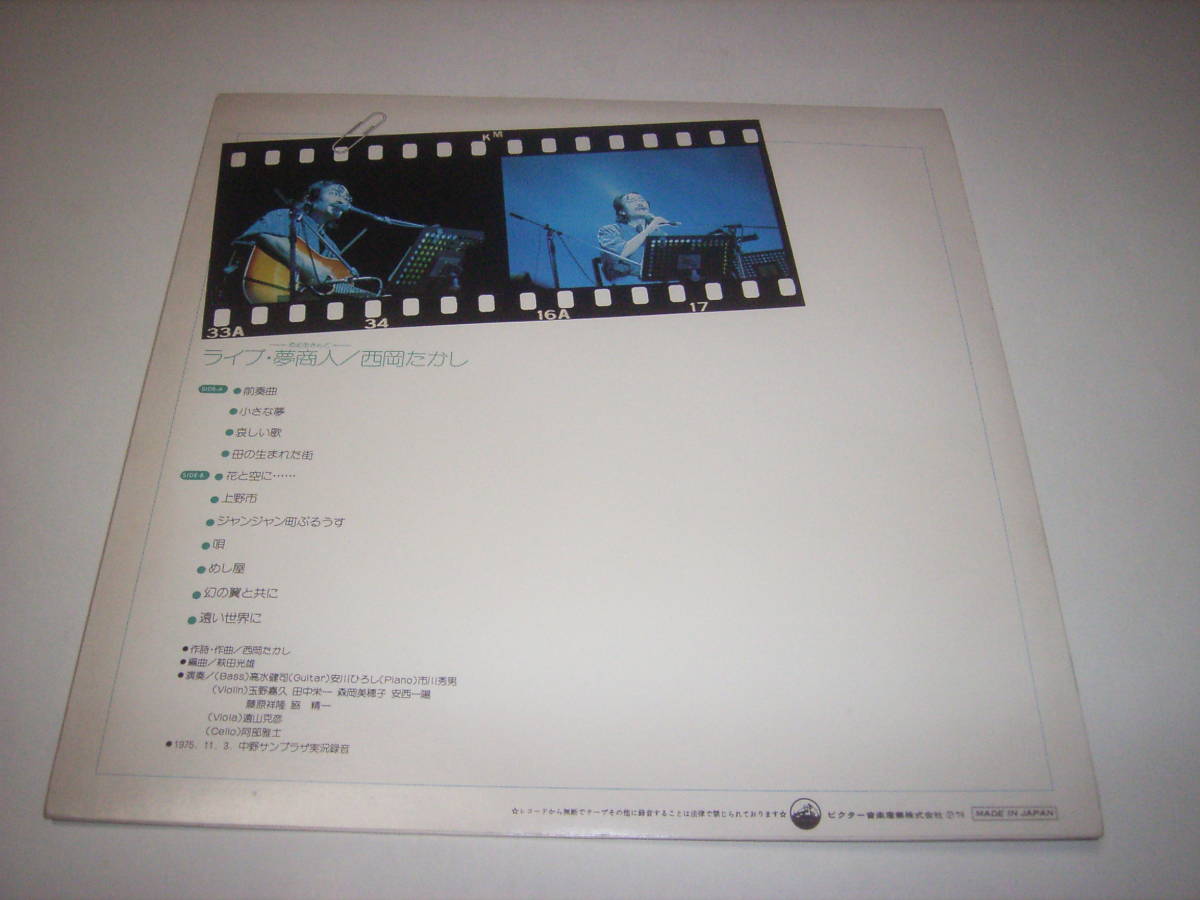 KM
33A 34 16A 17
ライブ・夢商人/西岡たかし
SIDE-A ●前奏曲
●小さな夢
●哀しい歌
●母の生まれた街
SIDE-B ●花と空に……
●上野市
●ジャンジャン町ぶるうす
●唄
●めし屋
●幻の翼と共に
●遠い世界に
●作詩・作曲/西岡たかし
●編曲/萩田光雄
●演奏/(Bass)高水健司(Guitar)安川ひろし(Piano)市川秀男
(Violin)玉野嘉久 田中栄一 森岡美穂子 安西一陽
藤原祥隆 脇 精一
(Viola)遠山克彦
(Cello)阿部雅士
●1975. 11. 3. 中野サンプラザ実況録音
☆レコードから無断でテープその他に録音することは法律で禁じられております☆ ビクター音楽産業株式会社 Ⓟ'76 MADE IN JAPAN